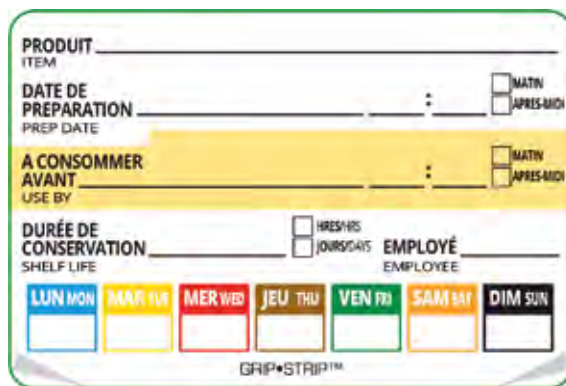 PRODUIT
ITEM
DATE DE
PREPARATION : MATIN
APRES-MIDI
PREP DATE
A CONSOMMER
AVANT : MATIN
APRES-MIDI
USE BY
DURÉE DE
CONSERVATION HRES/HRS
JOURS/DAYS EMPLOYÉ
SHELF LIFE EMPLOYEE
LUN MON MAR TUE MER WED JEU THU VEN FRI SAM SAT DIM SUN
GRIP•STRIP™